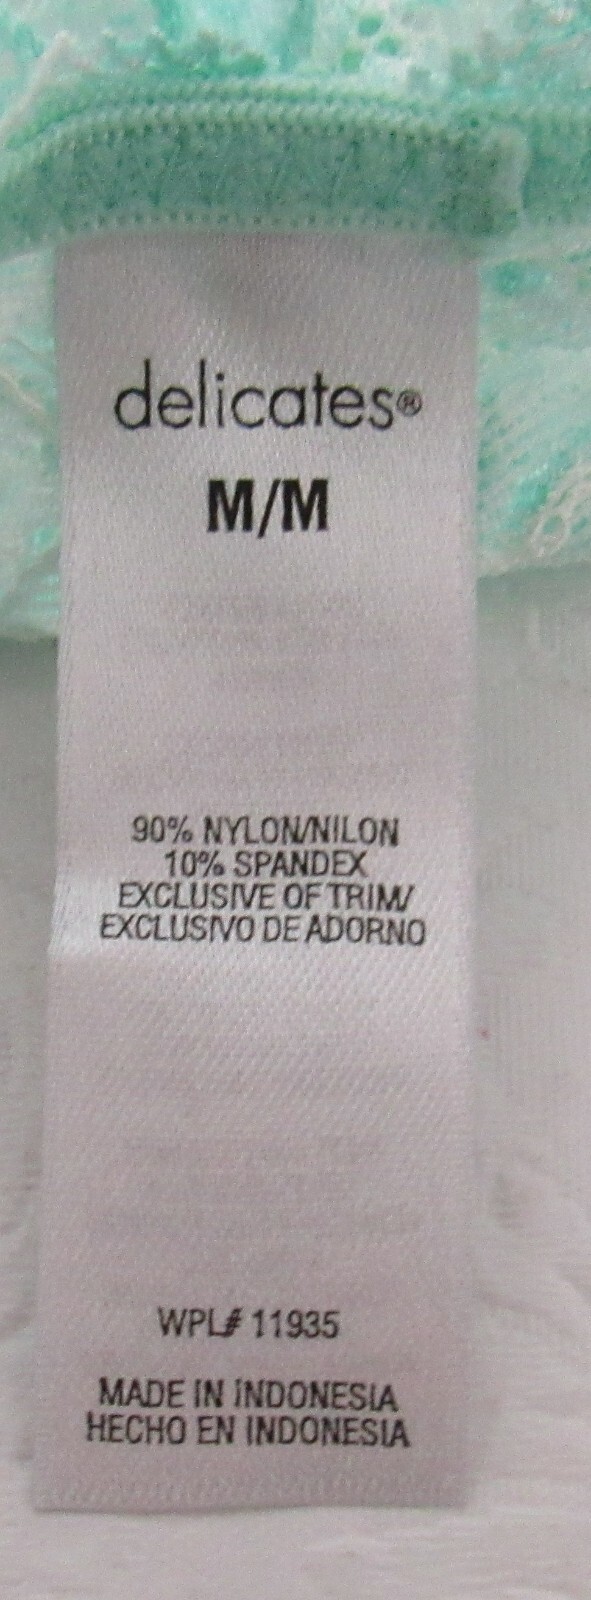 delicates®
M/M
90% NYLON/NILON
10% SPANDEX
EXCLUSIVE OF TRIM/
EXCLUSIVO DE ADORNO
WPL# 11935
MADE IN INDONESIA
HECHO EN INDONESIA